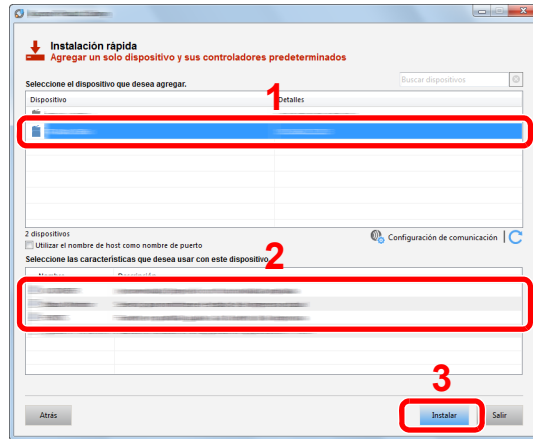 Instalación rápida
Agregar un solo dispositivo y sus controladores predeterminados
Seleccione el dispositivo que desea agregar.
Buscar dispositivos
1
Dispositivo
Detalles
2 dispositivos
Utilizar el nombre de host como nombre de puerto
Configuración de comunicación
Seleccione las características que desea usar con este dispositivo
2
3
Atrás
Instalar
Salir